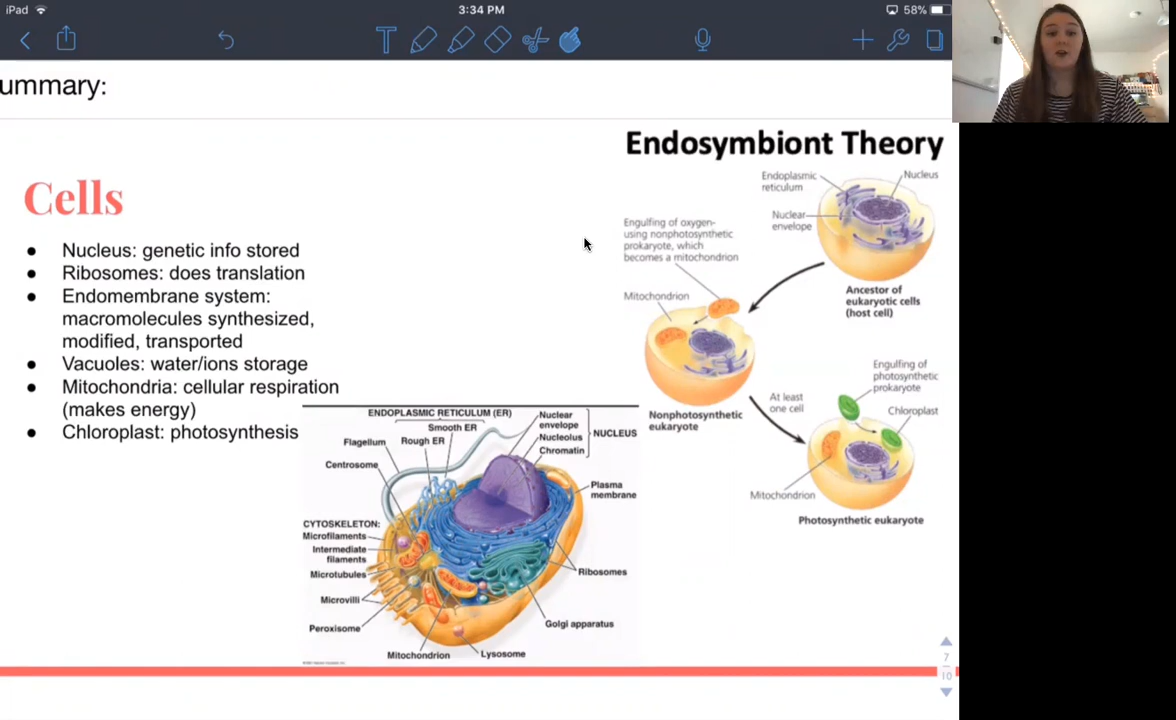 iPad
3:34 PM
58%
T
ummary:
Endosymbiont Theory
Cells
● Nucleus: genetic info stored
● Ribosomes: does translation
● Endomembrane system:
macromolecules synthesized,
modified, transported
● Vacuoles: water/ions storage
● Mitochondria: cellular respiration
(makes energy)
● Chloroplast: photosynthesis
Endoplasmic
reticulum
Nucleus
Nuclear
envelope
Engulfing of oxygen-
using nonphotosynthetic
prokaryote, which
becomes a mitochondrion
Ancestor of
eukaryotic cells
(host cell)
Mitochondrion
Nonphotosynthetic
eukaryote
At least
one cell
Engulfing of
photosynthetic
prokaryote
Chloroplast
Mitochondrion
Photosynthetic eukaryote
ENDOPLASMIC RETICULUM (ER)
Smooth ER
Rough ER
Flagellum
Centrosome
Nuclear
envelope
Nucleolus
Chromatin
NUCLEUS
Plasma
membrane
CYTOSKELETON:
Microfilaments
Intermediate
filaments
Microtubules
Microvilli
Peroxisome
Mitochondrion
Lysosome
Golgi apparatus
Ribosomes
7
10